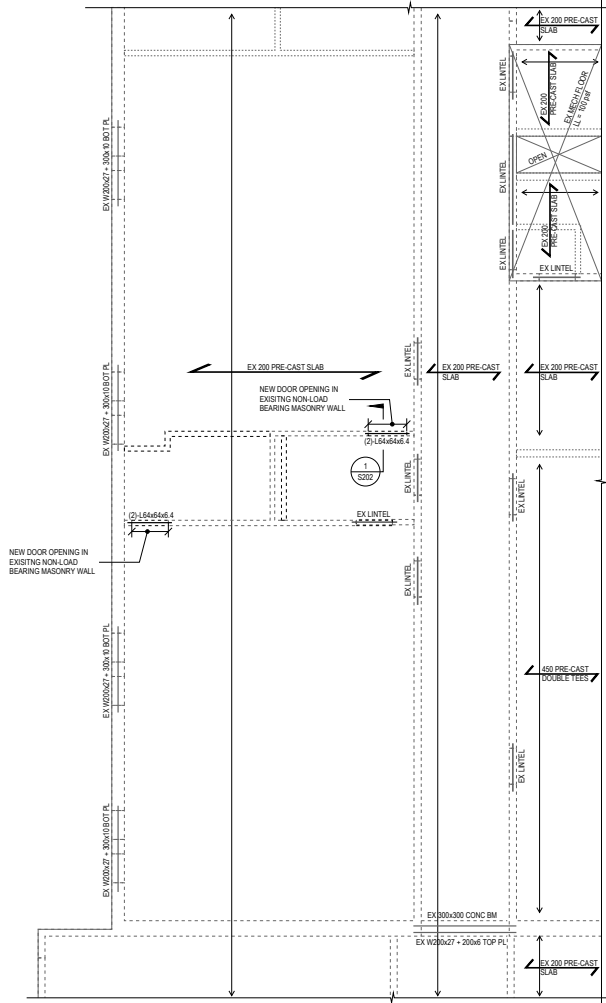 EX 200 PRE-CAST
SLAB
EX LINTEL
EX 200
PRE-CAST SLAB
EX MECH FLOOR
LL = 100 psf
EX W200x27 + 300x10 BOT PL
OPEN
EX LINTEL
EX 200
PRE-CAST SLAB
EX LINTEL
EX LINTEL
EX W200x27 + 300x10 BOT PL
EX 200 PRE-CAST SLAB
EX LINTEL
EX 200 PRE-CAST
SLAB
EX 200 PRE-CAST
SLAB
NEW DOOR OPENING IN
EXISITNG NON-LOAD
BEARING MASONRY WALL
(2)-L64x64x6.4
1
S202
EX LINTEL
EX LINTEL
(2)-L64x64x6.4
EX LINTEL
NEW DOOR OPENING IN
EXISITNG NON-LOAD
BEARING MASONRY WALL
EX LINTEL
EX W200x27 + 300x10 BOT PL
450 PRE-CAST
DOUBLE TEES
EX LINTEL
EX W200x27 + 300x10 BOT PL
EX 300x300 CONC BM
EX W200x27 + 200x6 TOP PL
EX 200 PRE-CAST
SLAB